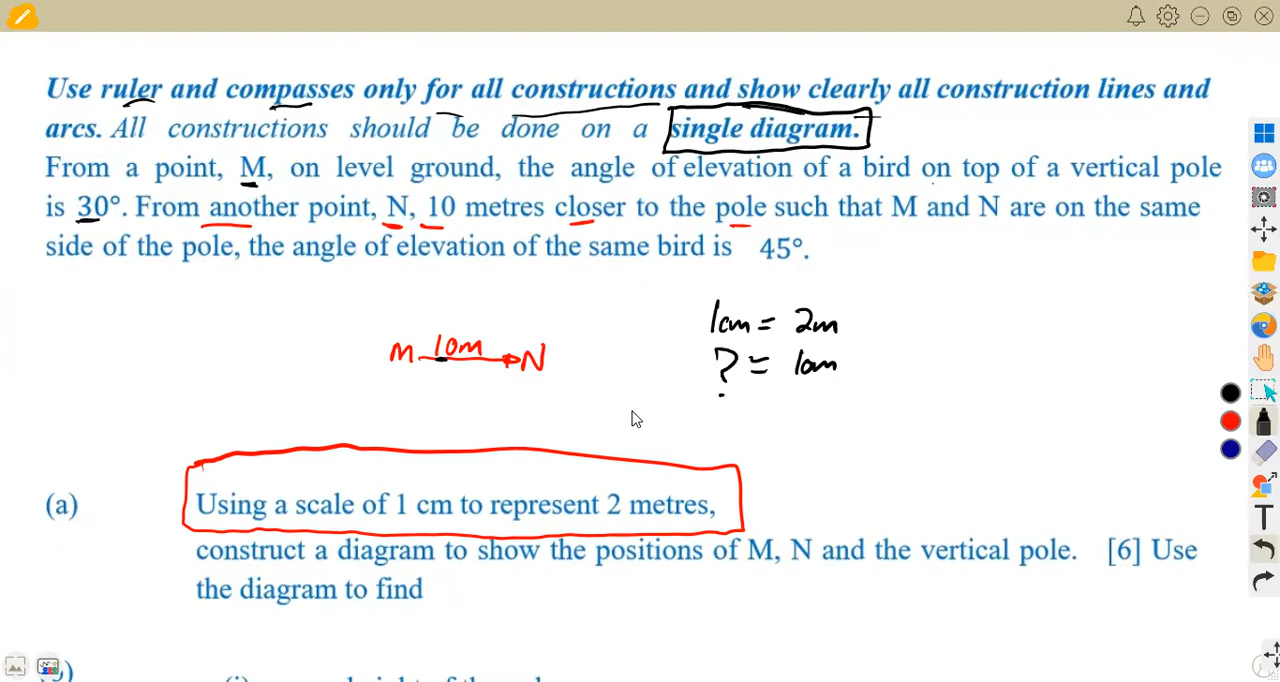 Use ruler and compasses only for all constructions and show clearly all construction lines and
arcs. All constructions should be done on a single diagram.
From a point, M, on level ground, the angle of elevation of a bird on top of a vertical pole
is 30°. From another point, N, 10 metres closer to the pole such that M and N are on the same
side of the pole, the angle of elevation of the same bird is 45°.
1cm = 2m
M 10m N
? = 10m
(a) Using a scale of 1 cm to represent 2 metres,
construct a diagram to show the positions of M, N and the vertical pole. [6] Use
the diagram to find